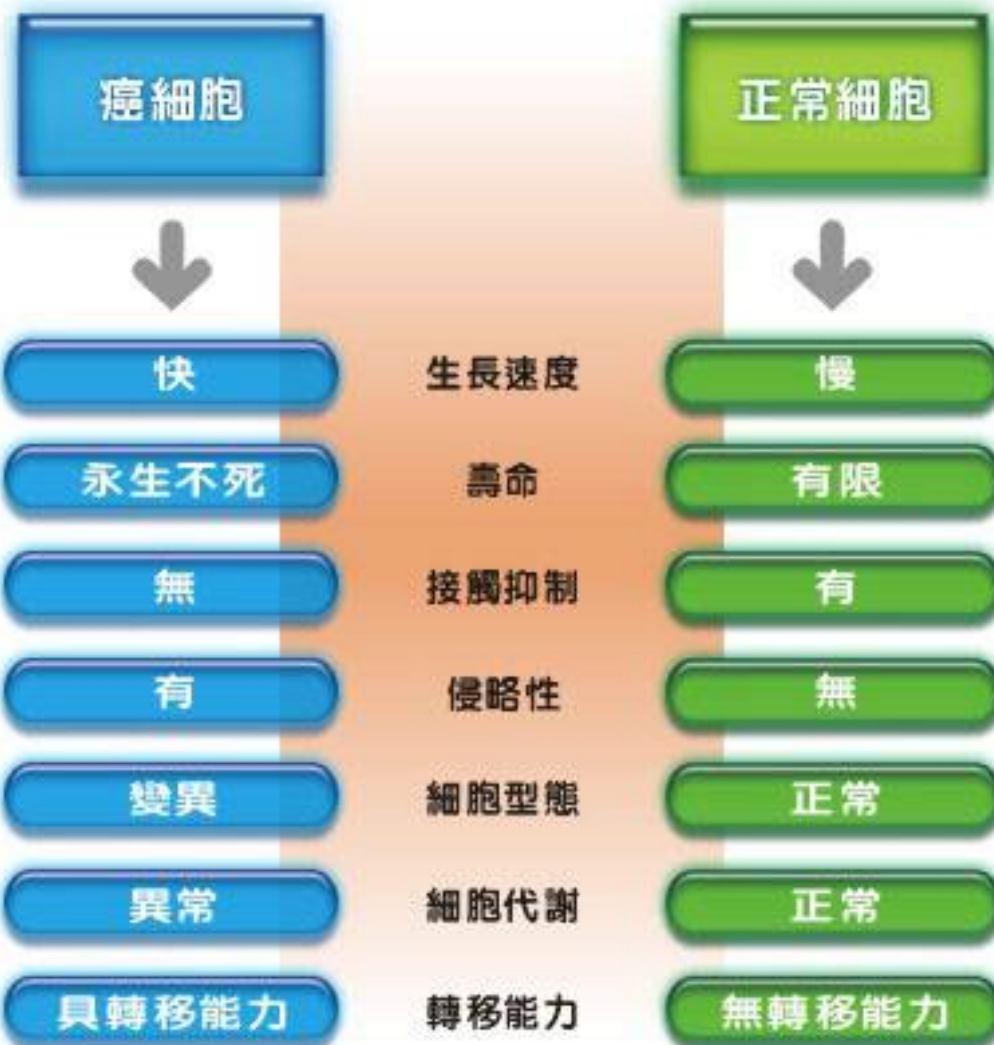 癌細胞 正常細胞
快 生長速度 慢
永生不死 壽命 有限
無 接觸抑制 有
有 侵略性 無
變異 細胞型態 正常
異常 細胞代謝 正常
具轉移能力 轉移能力 無轉移能力